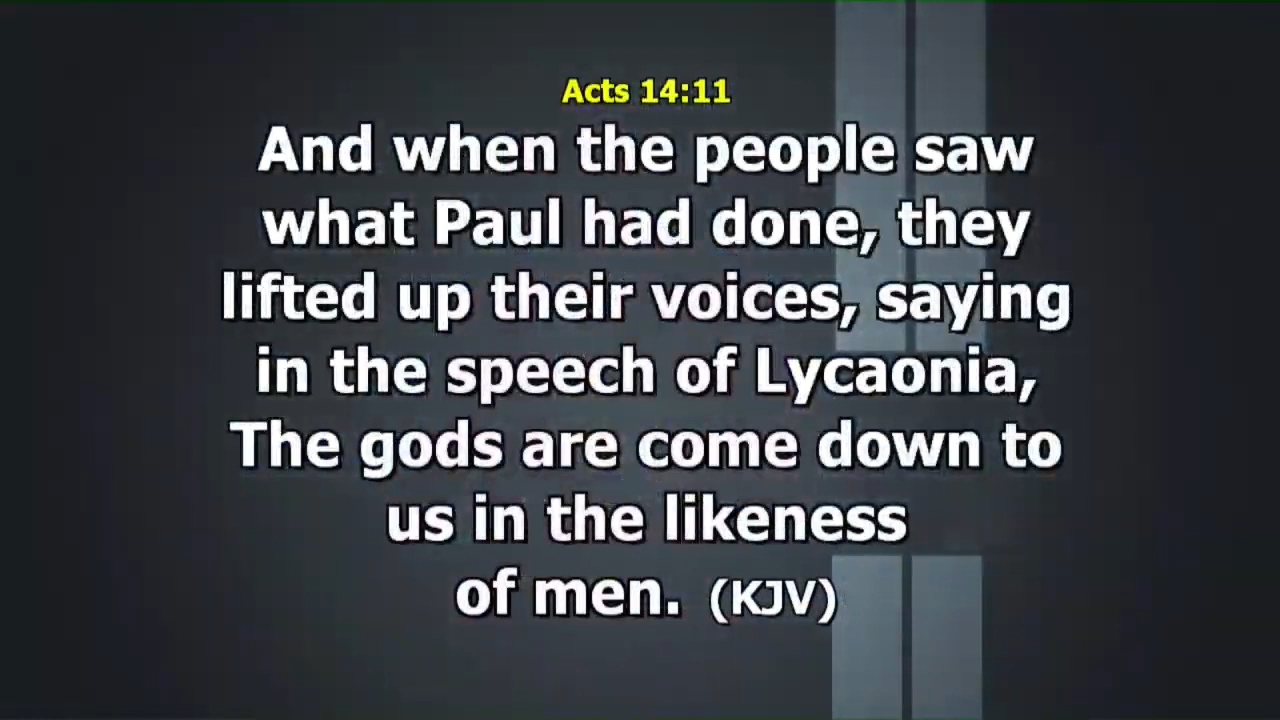 Acts 14:11
And when the people saw
what Paul had done, they
lifted up their voices, saying
in the speech of Lycaonia,
The gods are come down to
us in the likeness
of men. (KJV)